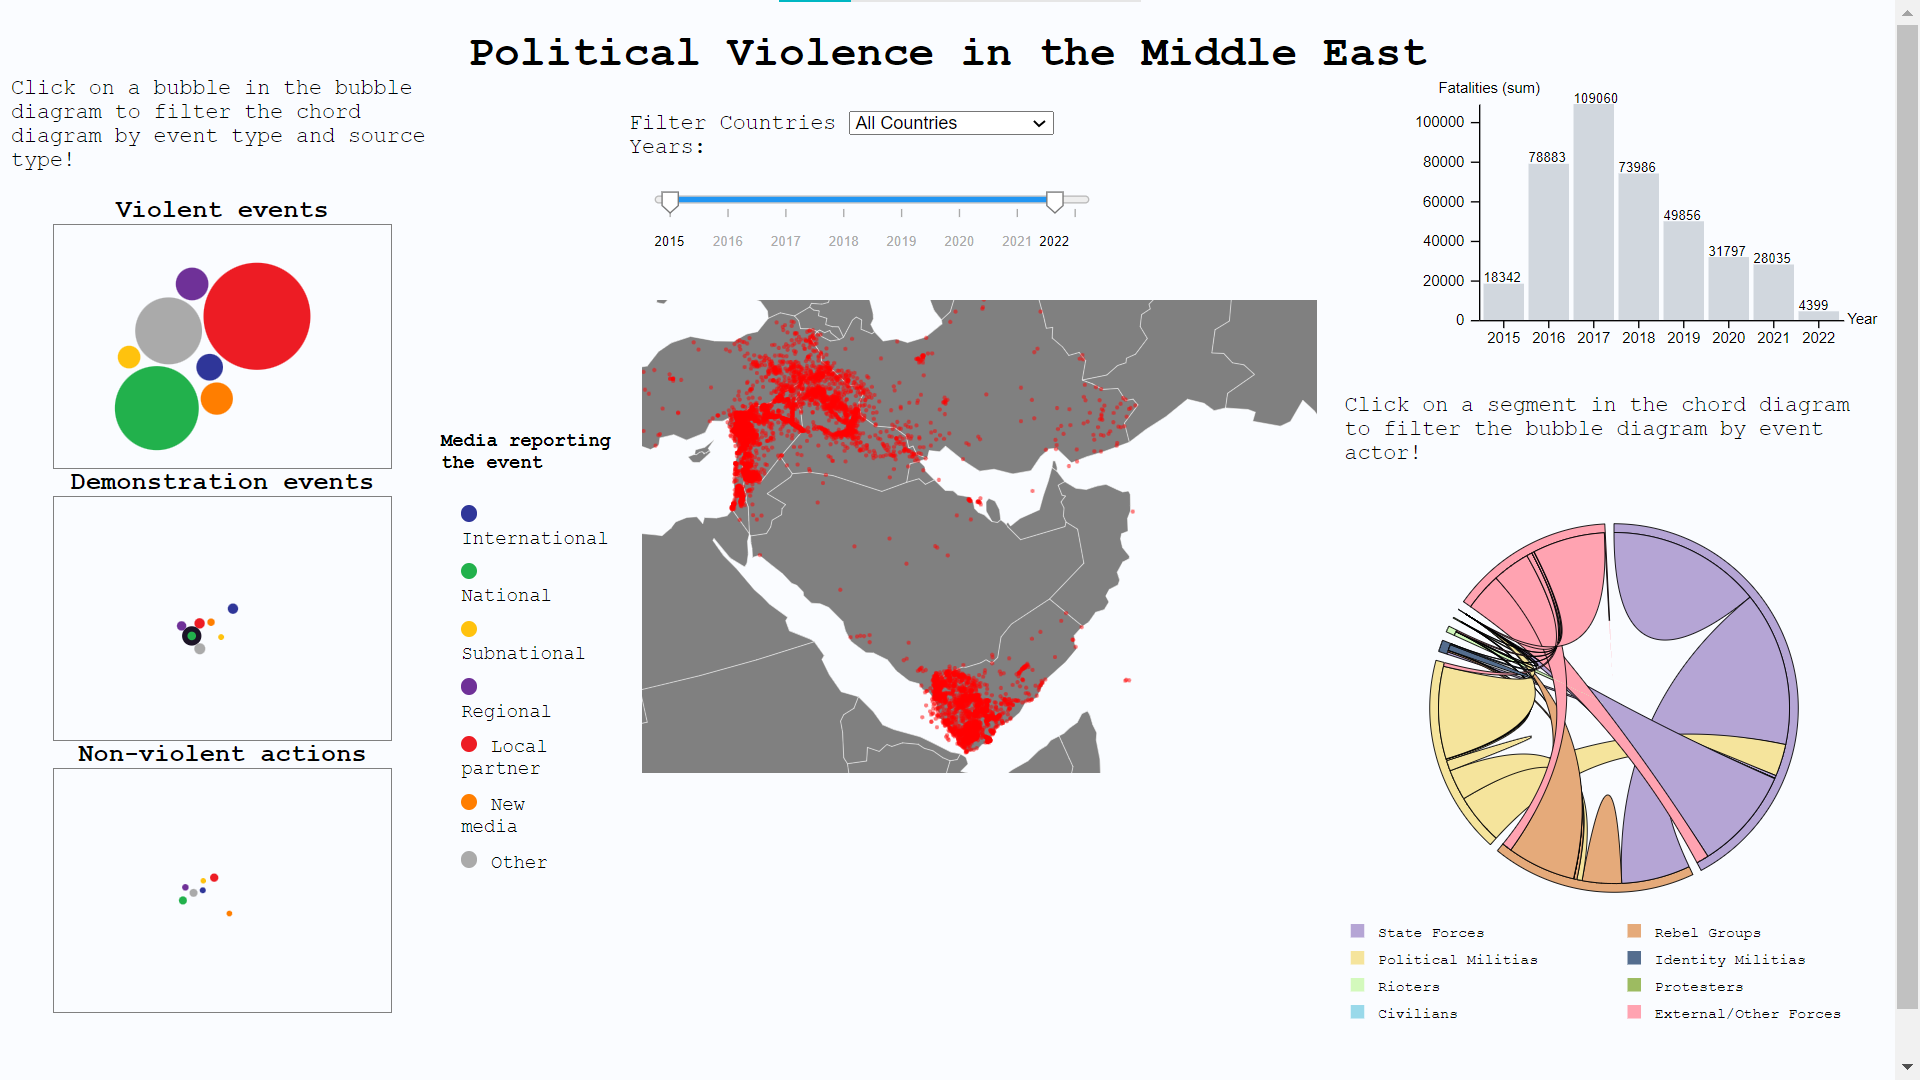 Political Violence in the Middle East
Click on a bubble in the bubble
diagram to filter the chord
diagram by event type and source
type!
Violent events
Demonstration events
Non-violent actions
Media reporting
the event
International
National
Subnational
Regional
Local
partner
New
media
Other
Filter Countries All Countries
Years:
2015 2016 2017 2018 2019 2020 2021 2022
Fatalities (sum)
109060
100000
78883
80000
73986
60000
49856
40000
31797
28035
20000
18342
4399
0
Year
2015 2016 2017 2018 2019 2020 2021 2022
Click on a segment in the chord diagram
to filter the bubble diagram by event
actor!
State Forces
Rebel Groups
Political Militias
Identity Militias
Rioters
Protesters
Civilians
External/Other Forces